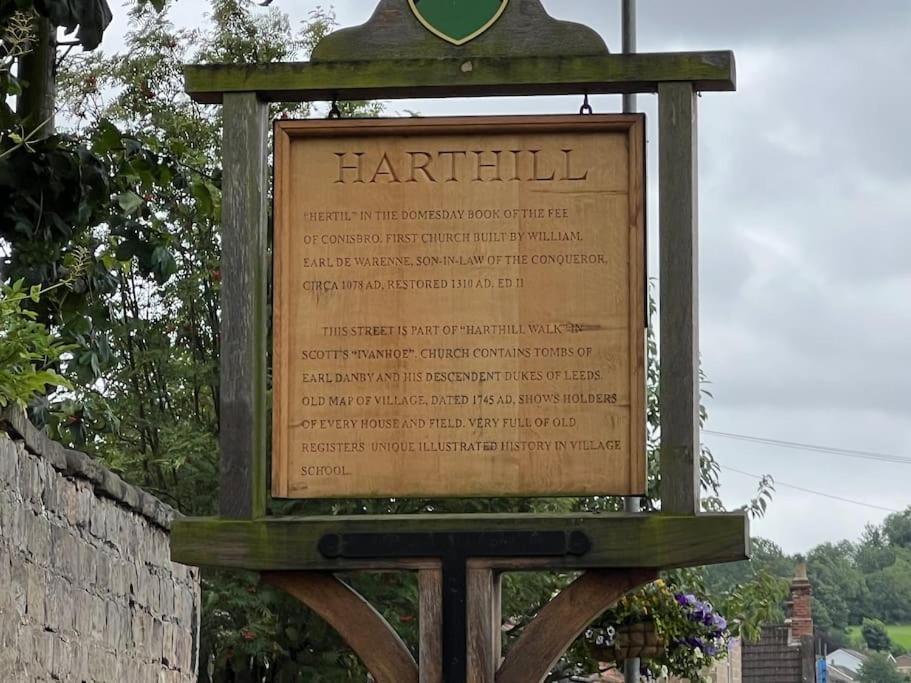 HARTHILL
"HERTIL" IN THE DOMESDAY BOOK OF THE FEE
OF CONISBRO. FIRST CHURCH BUILT BY WILLIAM,
EARL DE WARENNE, SON-IN-LAW OF THE CONQUEROR,
CIRCA 1078 AD, RESTORED 1310 AD. ED II
THIS STREET IS PART OF "HARTHILL WALK" IN
SCOTT'S "IVANHOE". CHURCH CONTAINS TOMBS OF
EARL DANBY AND HIS DESCENDENT DUKES OF LEEDS.
OLD MAP OF VILLAGE, DATED 1745 AD, SHOWS HOLDERS
OF EVERY HOUSE AND FIELD. VERY FULL OF OLD
REGISTERS UNIQUE ILLUSTRATED HISTORY IN VILLAGE
SCHOOL.